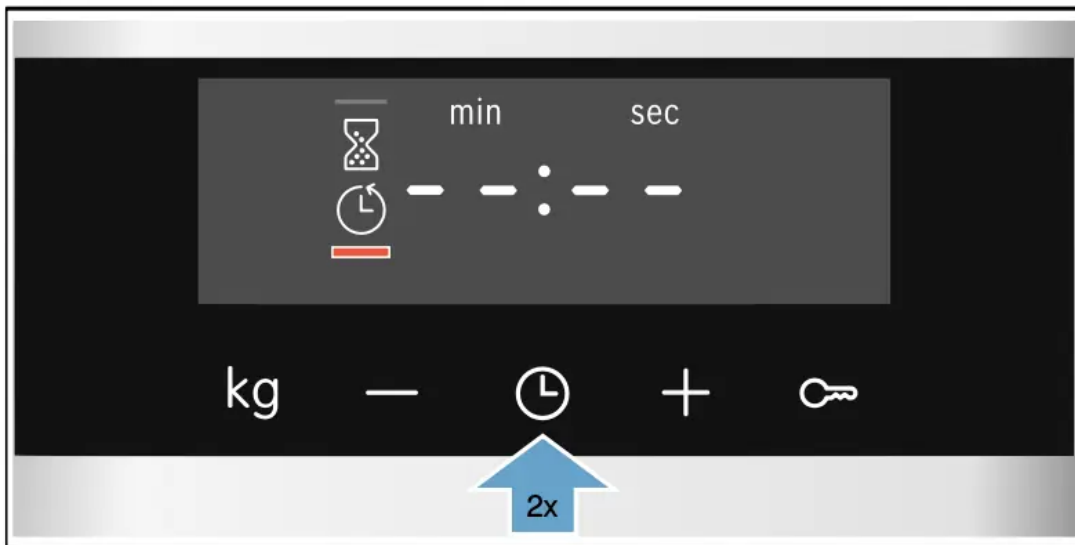 min sec
--:--
kg − +
2x